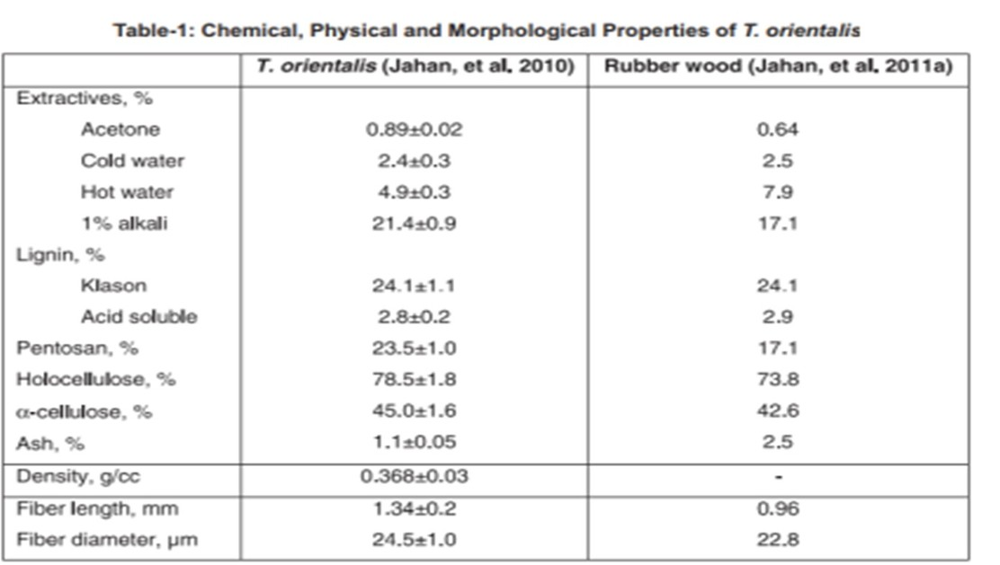 Table-1: Chemical, Physical and Morphological Properties of T. orientalis
T. orientalis (Jahan, et al. 2010) Rubber wood (Jahan, et al. 2011a)
Extractives, %
Acetone 0.89±0.02 0.64
Cold water 2.4±0.3 2.5
Hot water 4.9±0.3 7.9
1% alkali 21.4±0.9 17.1
Lignin, %
Klason 24.1±1.1 24.1
Acid soluble 2.8±0.2 2.9
Pentosan, % 23.5±1.0 17.1
Holocellulose, % 78.5±1.8 73.8
α-cellulose, % 45.0±1.6 42.6
Ash, % 1.1±0.05 2.5
Density, g/cc 0.368±0.03 -
Fiber length, mm 1.34±0.2 0.96
Fiber diameter, µm 24.5±1.0 22.8